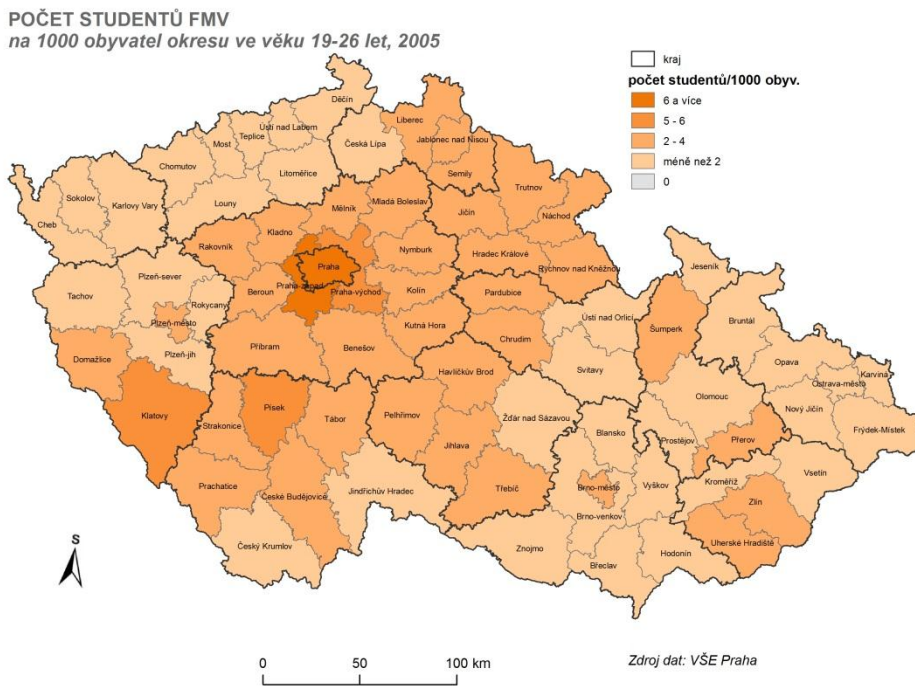 POČET STUDENTŮ FMV
na 1000 obyvatel okresu ve věku 19-26 let, 2005
kraj
počet studentů/1000 obyv.
6 a více
5 - 6
2 - 4
méně než 2
0
Děčín
Liberec
Ústí nad Labem
Teplice
Jablonec nad Nisou
Most
Česká Lípa
Chomutov
Semily
Litoměřice
Trutnov
Sokolov
Karlovy Vary
Louny
Mladá Boleslav
Mělník
Jičín
Náchod
Cheb
Kladno
Rakovník
Nymburk
Hradec Králové
Praha
Rychnov nad Kněžnou
Jeseník
Plzeň-sever
Praha-západ
Praha-východ
Kolín
Tachov
Beroun
Pardubice
Rokycany
Ústí nad Orlicí
Bruntál
Plzeň-město
Kutná Hora
Šumperk
Chrudim
Plzeň-jih
Příbram
Benešov
Domažlice
Opava
Havlíčkův Brod
Svitavy
Karviná
Ostrava-město
Olomouc
Nový Jičín
Klatovy
Písek
Pelhřimov
Žďár nad Sázavou
Tábor
Strakonice
Blansko
Frýdek-Místek
Prostějov
Přerov
Jihlava
Vsetín
Kroměříž
Prachatice
České Budějovice
Jindřichův Hradec
Třebíč
Brno-město
Vyškov
Zlín
Brno-venkov
Uherské Hradiště
Český Krumlov
Znojmo
Hodonín
Břeclav
S
0 50 100 km
Zdroj dat: VŠE Praha